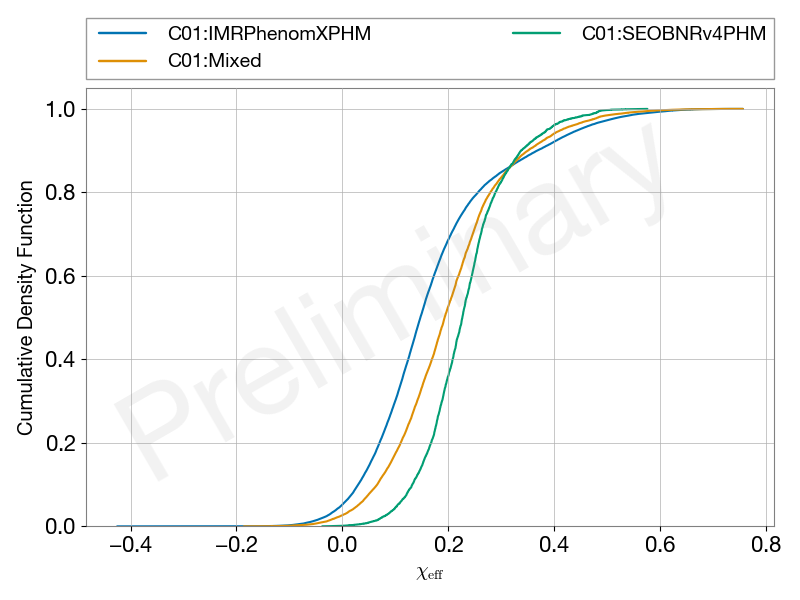 C01:IMRPhenomXPHM
C01:Mixed
C01:SEOBNRv4PHM
1.0
0.8
0.6
0.4
0.2
0.0
Cumulative Density Function
Preliminary
−0.4 −0.2 0.0 0.2 0.4 0.6 0.8
χeff